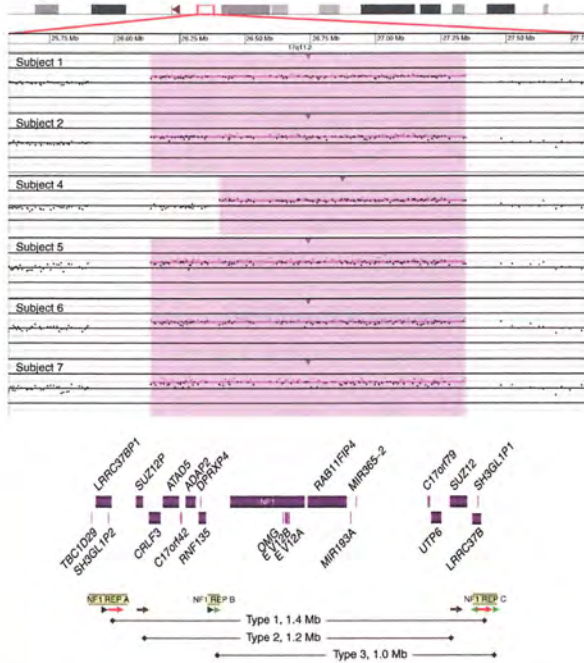 25.75 Mb 26.00 Mb 26.25 Mb 26.50 Mb 26.75 Mb 27.00 Mb 27.25 Mb 27.50 Mb
17q11.2
Subject 1
Subject 2
Subject 4
Subject 5
Subject 6
Subject 7
LRRC37BP1 SUZ12P ATAD5 ADAP2 DPRXP4 RAB11FIP4 MIR365-2 C17orf79 SUZ12 SH3GL1P1
NF1
TBC1D29 SH3GL1P2 CRLF3 C17orf42 RNF135 OMG EVI2B EVI2A MIR193A UTP6 LRRC37B
NF1 REP A NF1 REP B NF1 REP C
Type 1, 1.4 Mb
Type 2, 1.2 Mb
Type 3, 1.0 Mb